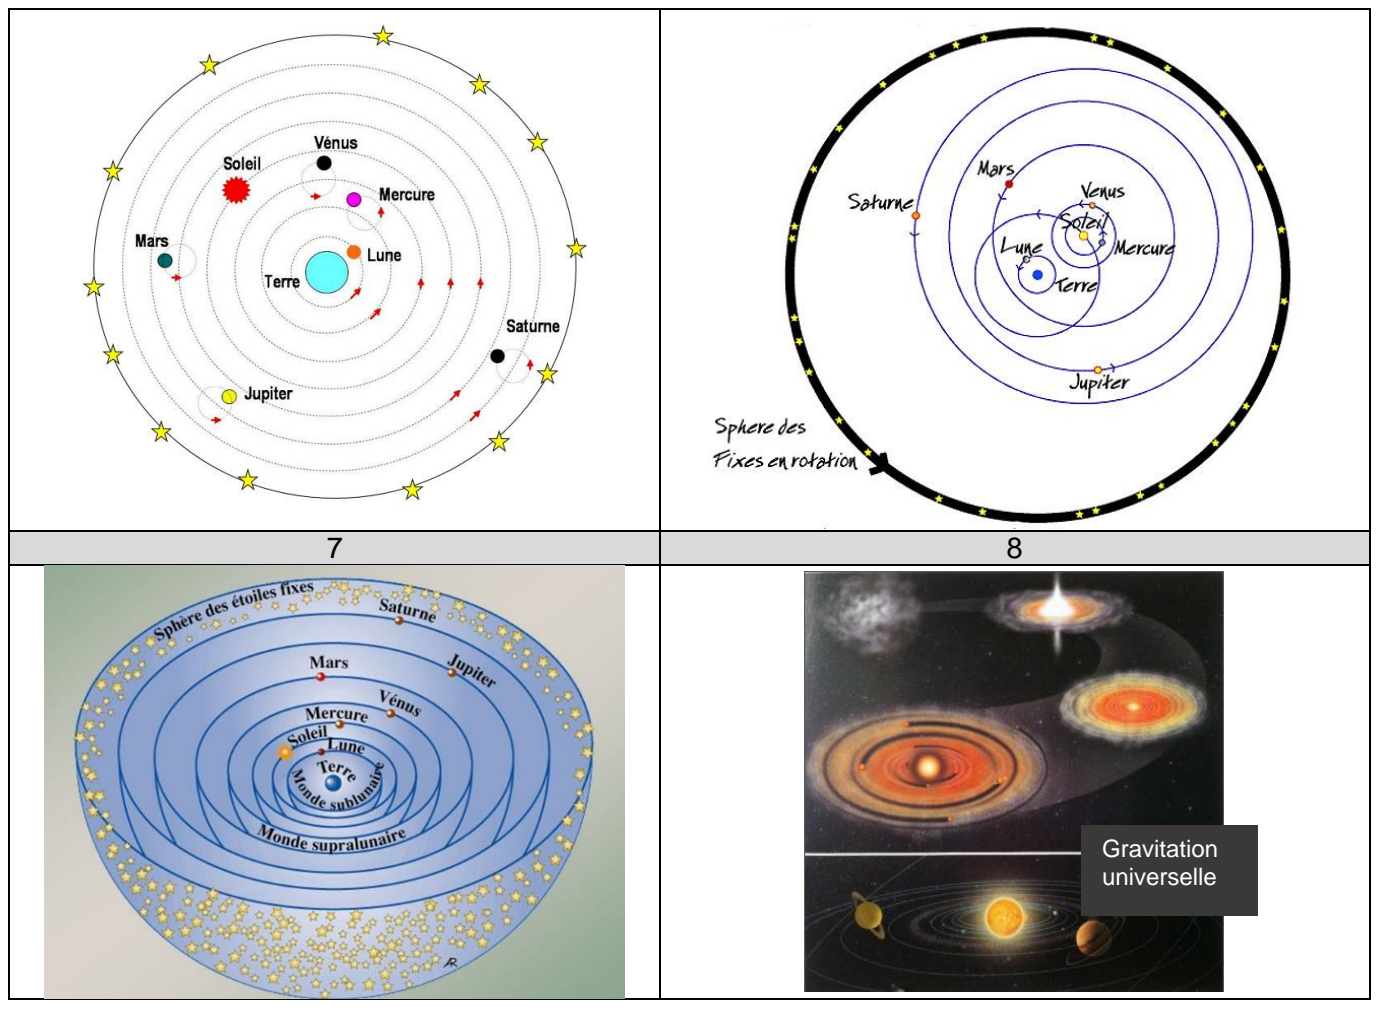 Vénus
Soleil
Mercure
Mars
Lune
Terre
Saturne
Jupiter
Mars
Venus
Saturne
Soleil
Lune
Mercure
Terre
Jupiter
Sphere des
Fixes en rotation
7
8
Sphère des étoiles fixes
Saturne
Mars
Jupiter
Vénus
Mercure
Soleil
Lune
Terre
Monde sublunaire
Monde supralunaire
AR
Gravitation
universelle